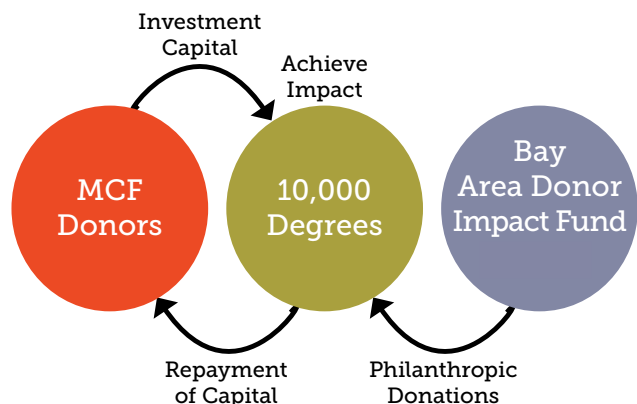 Investment
Capital
Achieve
Impact
MCF
Donors
10,000
Degrees
Bay
Area Donor
Impact Fund
Repayment
of Capital
Philanthropic
Donations